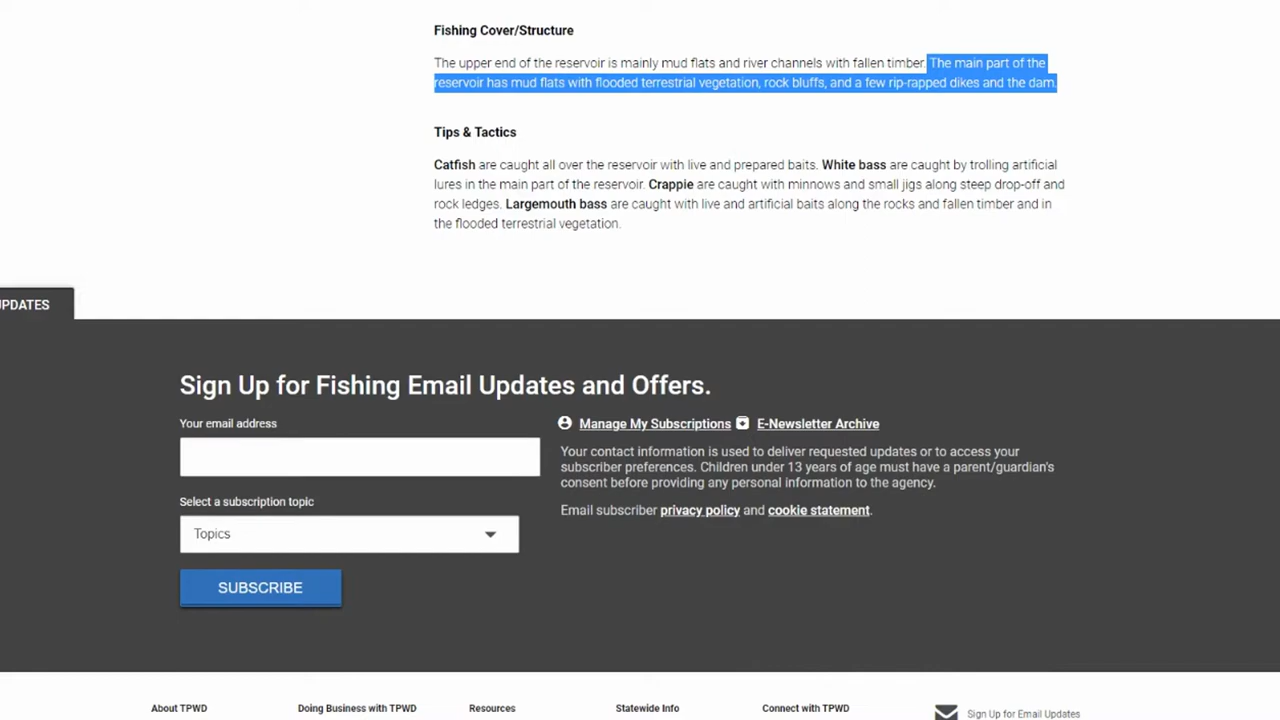 Fishing Cover/Structure
The upper end of the reservoir is mainly mud flats and river channels with fallen timber. The main part of the
reservoir has mud flats with flooded terrestrial vegetation, rock bluffs, and a few rip-rapped dikes and the dam.
Tips & Tactics
Catfish are caught all over the reservoir with live and prepared baits. White bass are caught by trolling artificial
lures in the main part of the reservoir. Crappie are caught with minnows and small jigs along steep drop-off and
rock ledges. Largemouth bass are caught with live and artificial baits along the rocks and fallen timber and in
the flooded terrestrial vegetation.
UPDATES
Sign Up for Fishing Email Updates and Offers.
Your email address
Manage My Subscriptions E-Newsletter Archive
Your contact information is used to deliver requested updates or to access your
subscriber preferences. Children under 13 years of age must have a parent/guardian's
consent before providing any personal information to the agency.
Select a subscription topic
Email subscriber privacy policy and cookie statement.
Topics
SUBSCRIBE
About TPWD Doing Business with TPWD Resources Statewide Info Connect with TPWD Sign Up for Email Updates